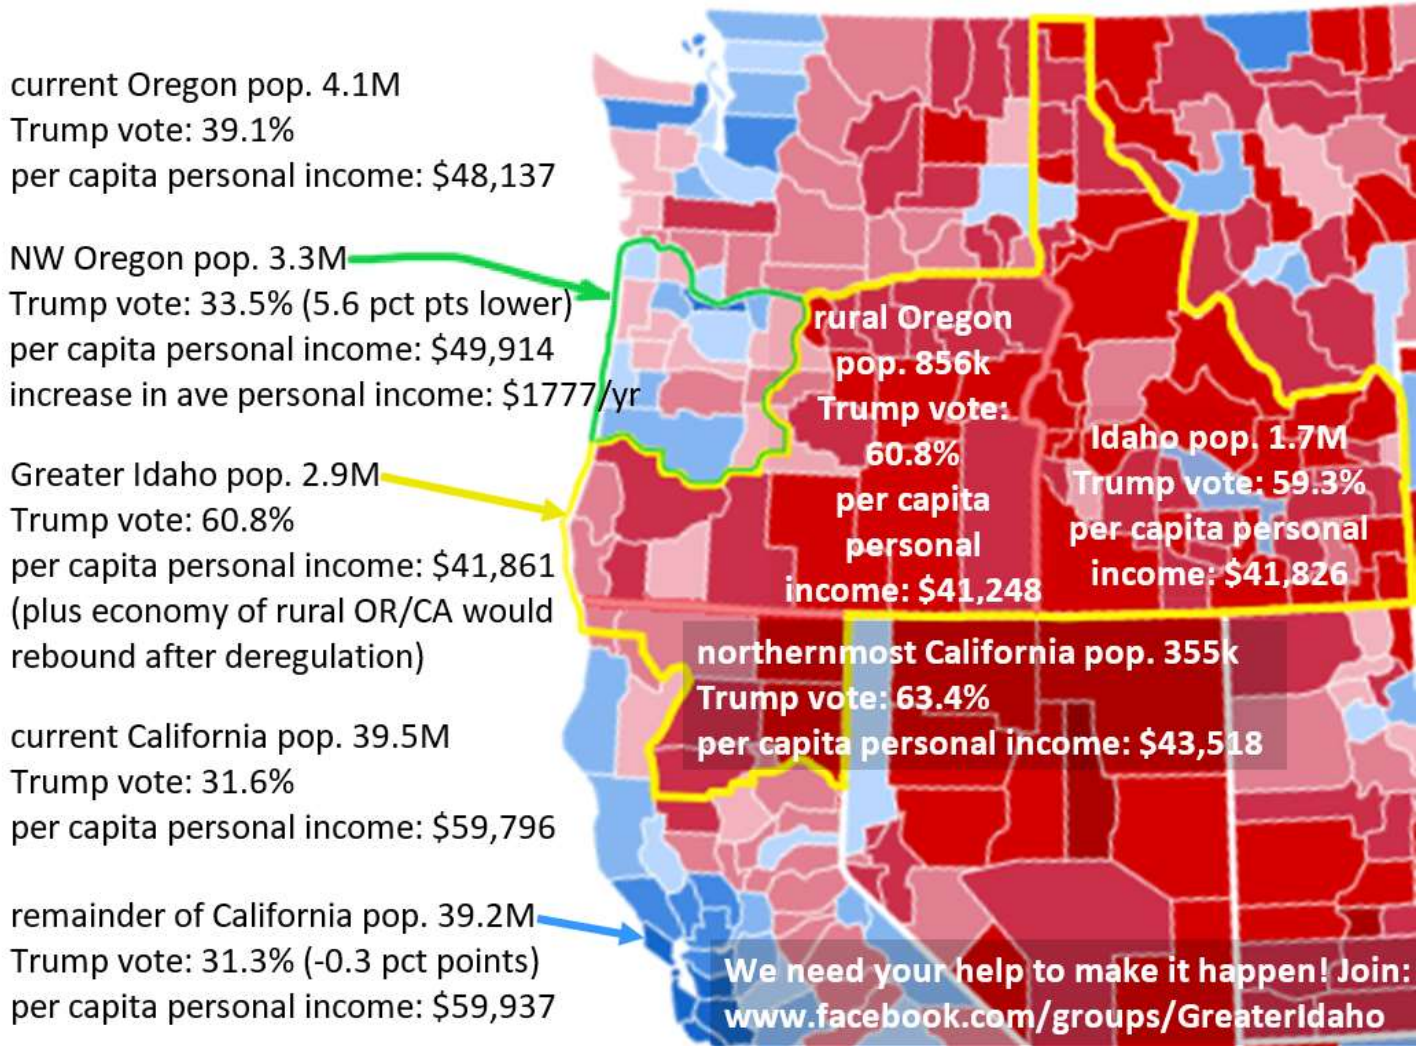 current Oregon pop. 4.1M
Trump vote: 39.1%
per capita personal income: $48,137
NW Oregon pop. 3.3M
Trump vote: 33.5% (5.6 pct pts lower)
per capita personal income: $49,914
increase in ave personal income: $1777/yr
Greater Idaho pop. 2.9M
Trump vote: 60.8%
per capita personal income: $41,861
(plus economy of rural OR/CA would
rebound after deregulation)
current California pop. 39.5M
Trump vote: 31.6%
per capita personal income: $59,796
remainder of California pop. 39.2M
Trump vote: 31.3% (-0.3 pct points)
per capita personal income: $59,937
rural Oregon
pop. 856k
Trump vote:
60.8%
per capita
personal
income: $41,248
Idaho pop. 1.7M
Trump vote: 59.3%
per capita personal
income: $41,826
northernmost California pop. 355k
Trump vote: 63.4%
per capita personal income: $43,518
We need your help to make it happen! Join:
www.facebook.com/groups/GreaterIdaho